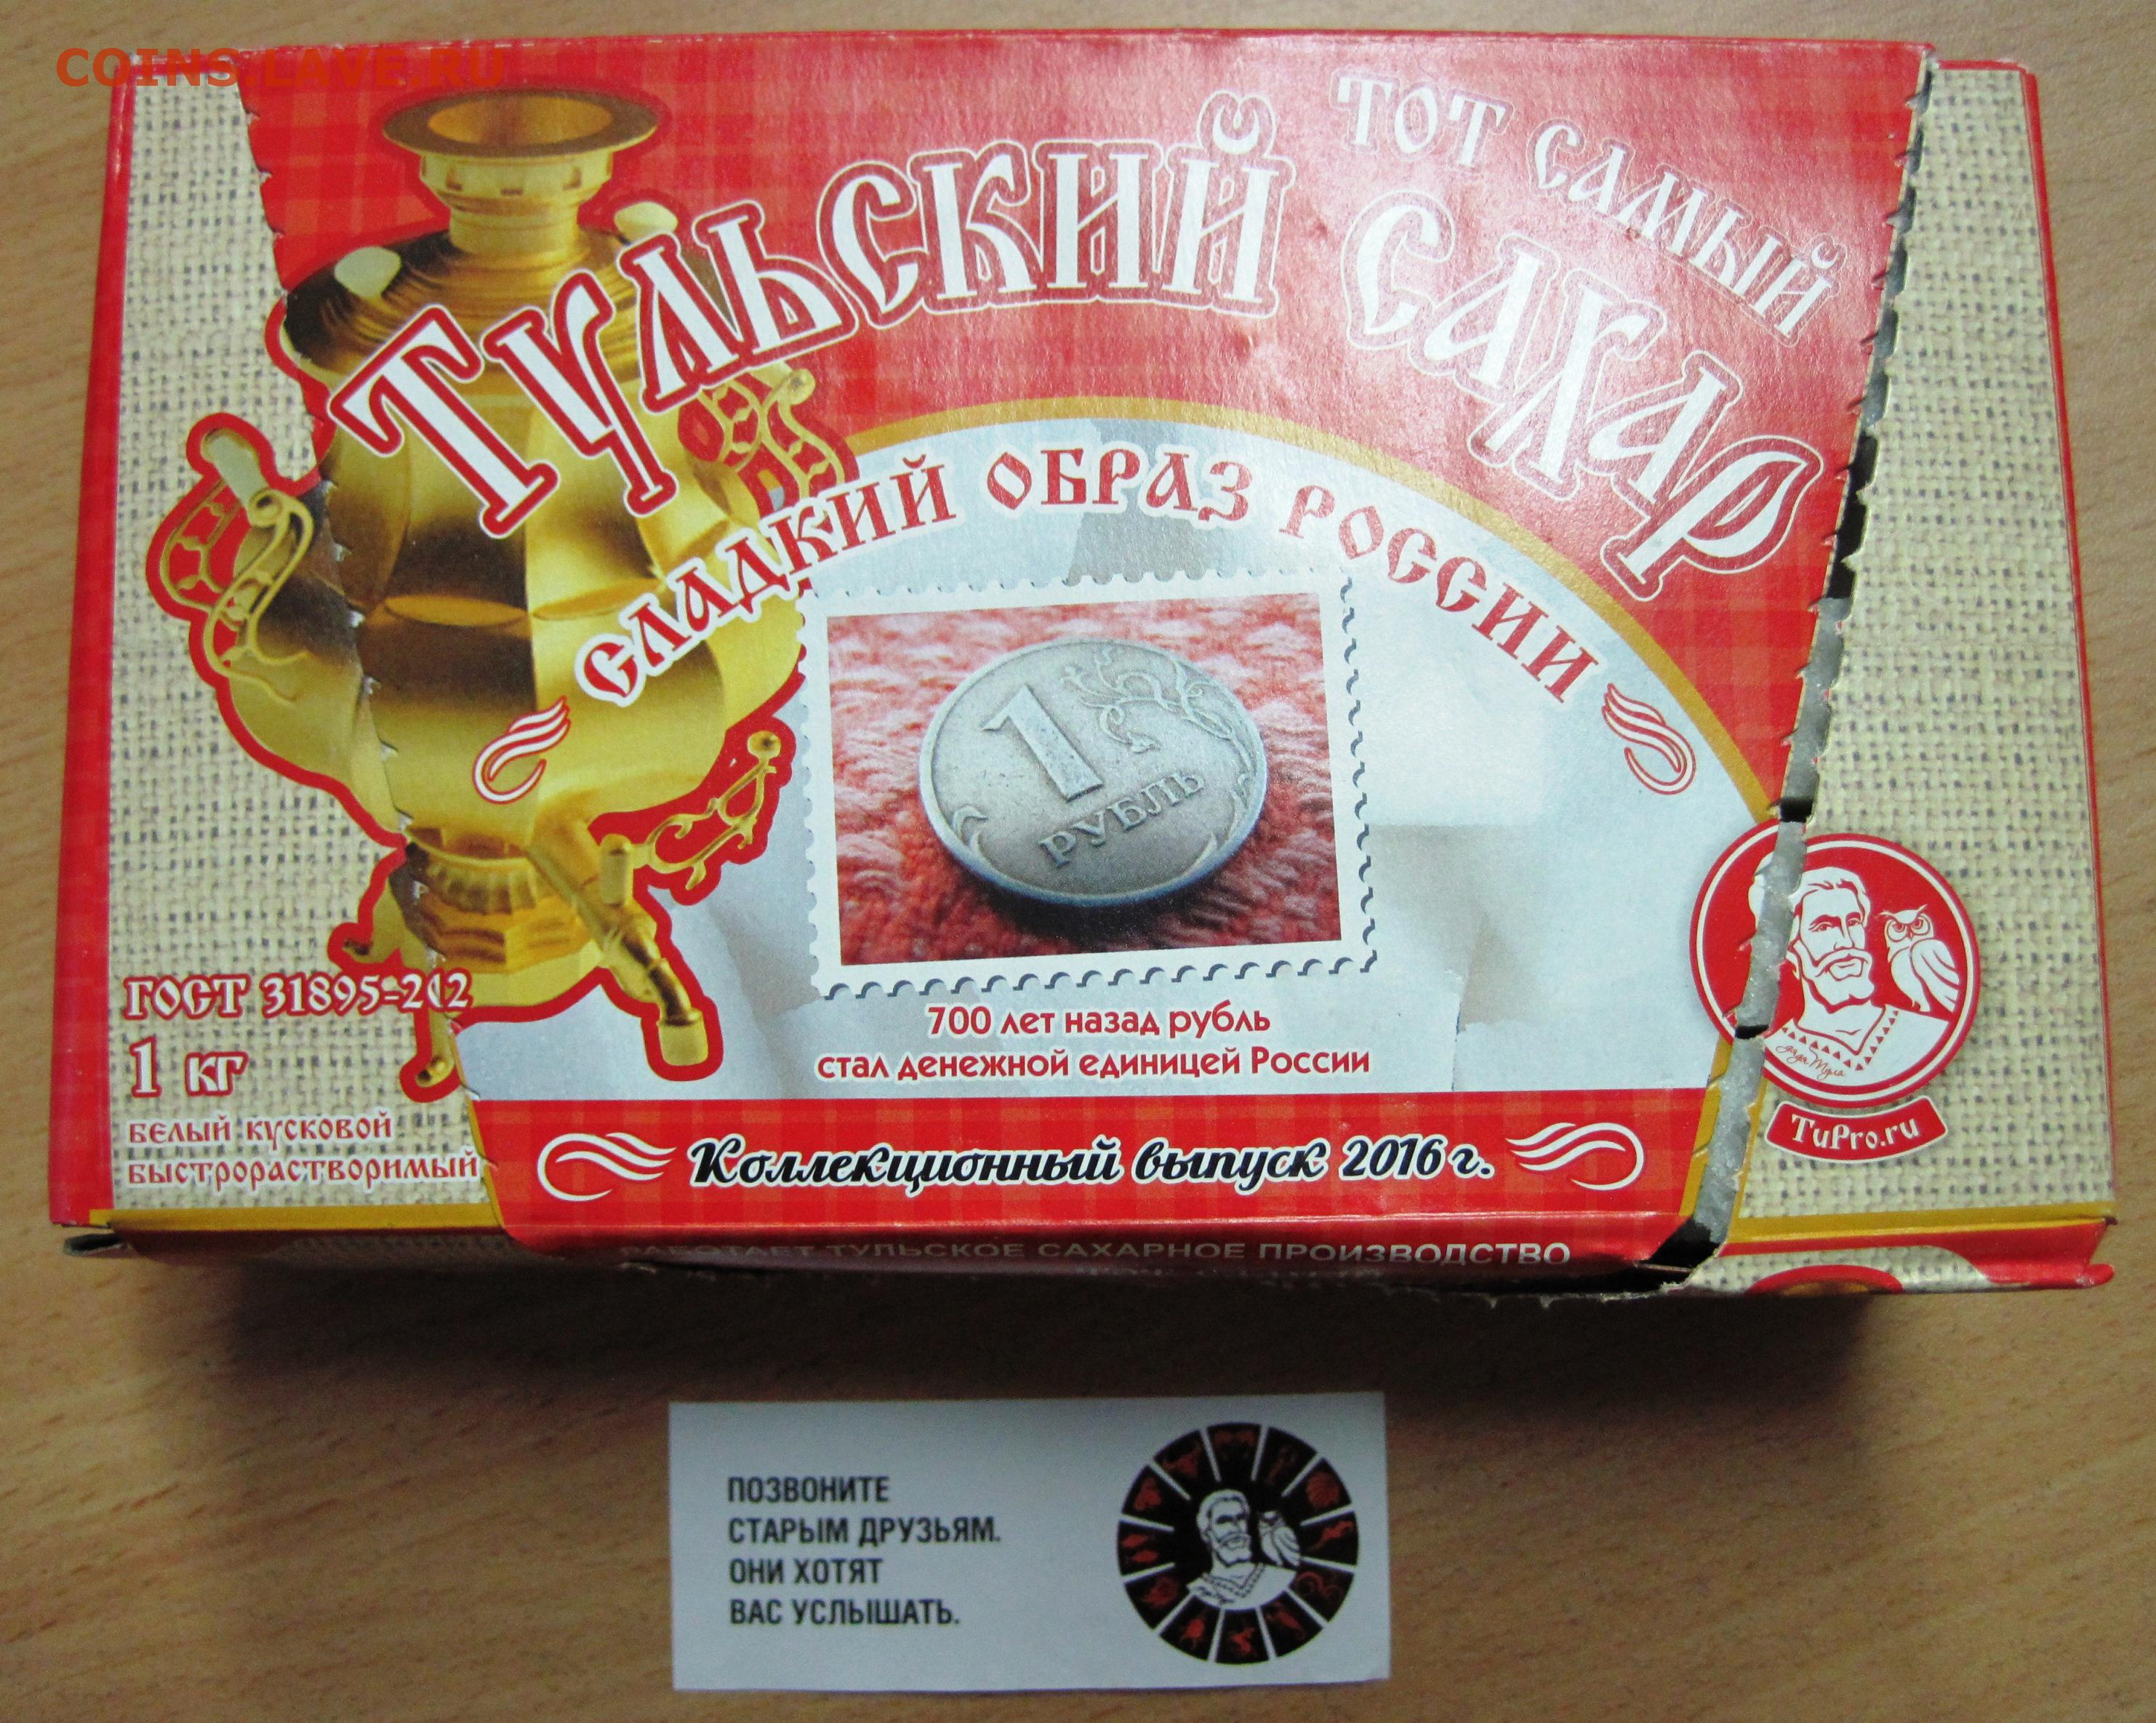 COINS.LAVE.RU
ТОТ САМЫЙ
ТУЛЬСКИЙ САХАР
СЛАДКИЙ ОБРАЗ РОССИИ
1
РУБЛЬ
700 лет назад рубль
стал денежной единицей России
ГОСТ 31895-2012
1 кг
БЕЛЫЙ КУСКОВОЙ
БЫСТРОРАСТВОРИМЫЙ
Коллекционный выпуск 2016 г.
дядя Тула
TuPro.ru
РАБОТАЕТ ТУЛЬСКОЕ САХАРНОЕ ПРОИЗВОДСТВО
ПОЗВОНИТЕ
СТАРЫМ ДРУЗЬЯМ.
ОНИ ХОТЯТ
ВАС УСЛЫШАТЬ.